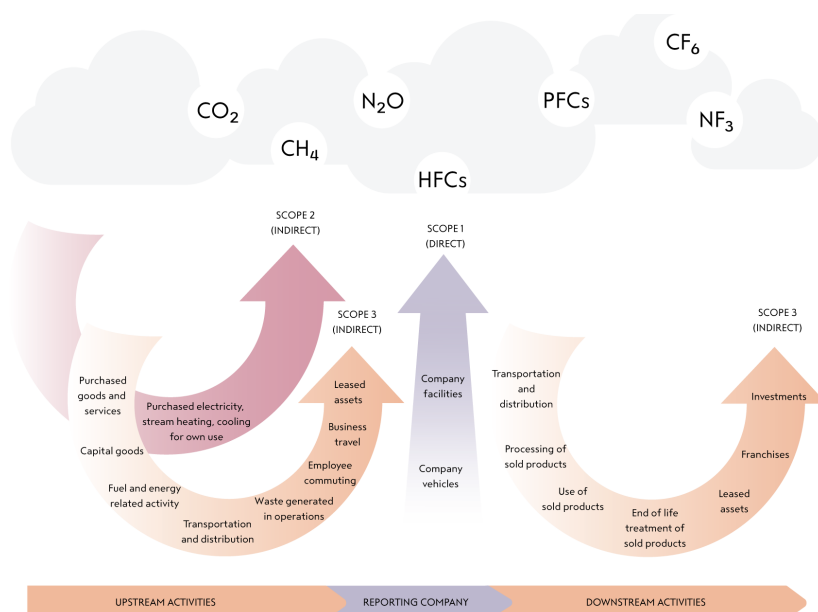 CF₆
CO₂
N₂O
PFCs
NF₃
CH₄
HFCs
SCOPE 2
(INDIRECT)
SCOPE 1
(DIRECT)
SCOPE 3
(INDIRECT)
SCOPE 3
(INDIRECT)
Purchased
goods and
services
Capital goods
Fuel and energy
related activity
Transportation
and distribution
Waste generated
in operations
Employee
commuting
Business
travel
Leased
assets
Purchased electricity,
stream heating, cooling
for own use
Company
facilities
Company
vehicles
Transportation
and
distribution
Processing of
sold products
Use of
sold products
End of life
treatment of
sold products
Leased
assets
Franchises
Investments
UPSTREAM ACTIVITIES
REPORTING COMPANY
DOWNSTREAM ACTIVITIES